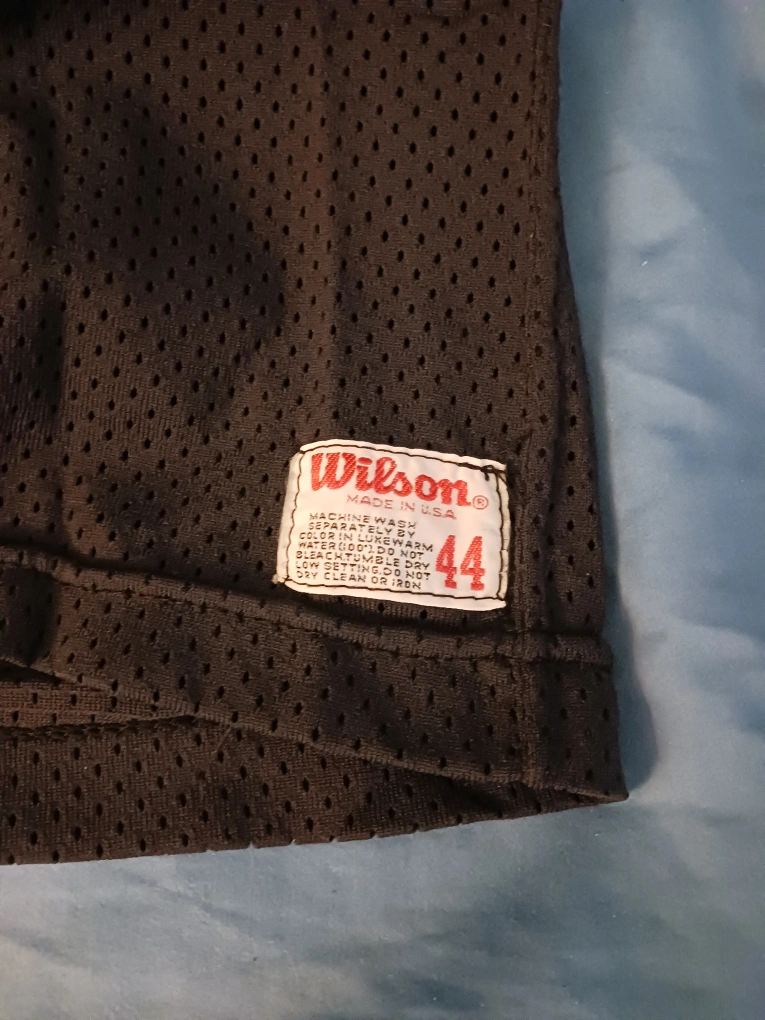 Wilson®
MADE IN U.S.A
MACHINE WASH
SEPARATELY BY
COLOR IN LUKEWARM
WATER(100°).DO NOT
BLEACH.TUMBLE DRY
LOW SETTING.DO NOT
DRY CLEAN OR IRON
44